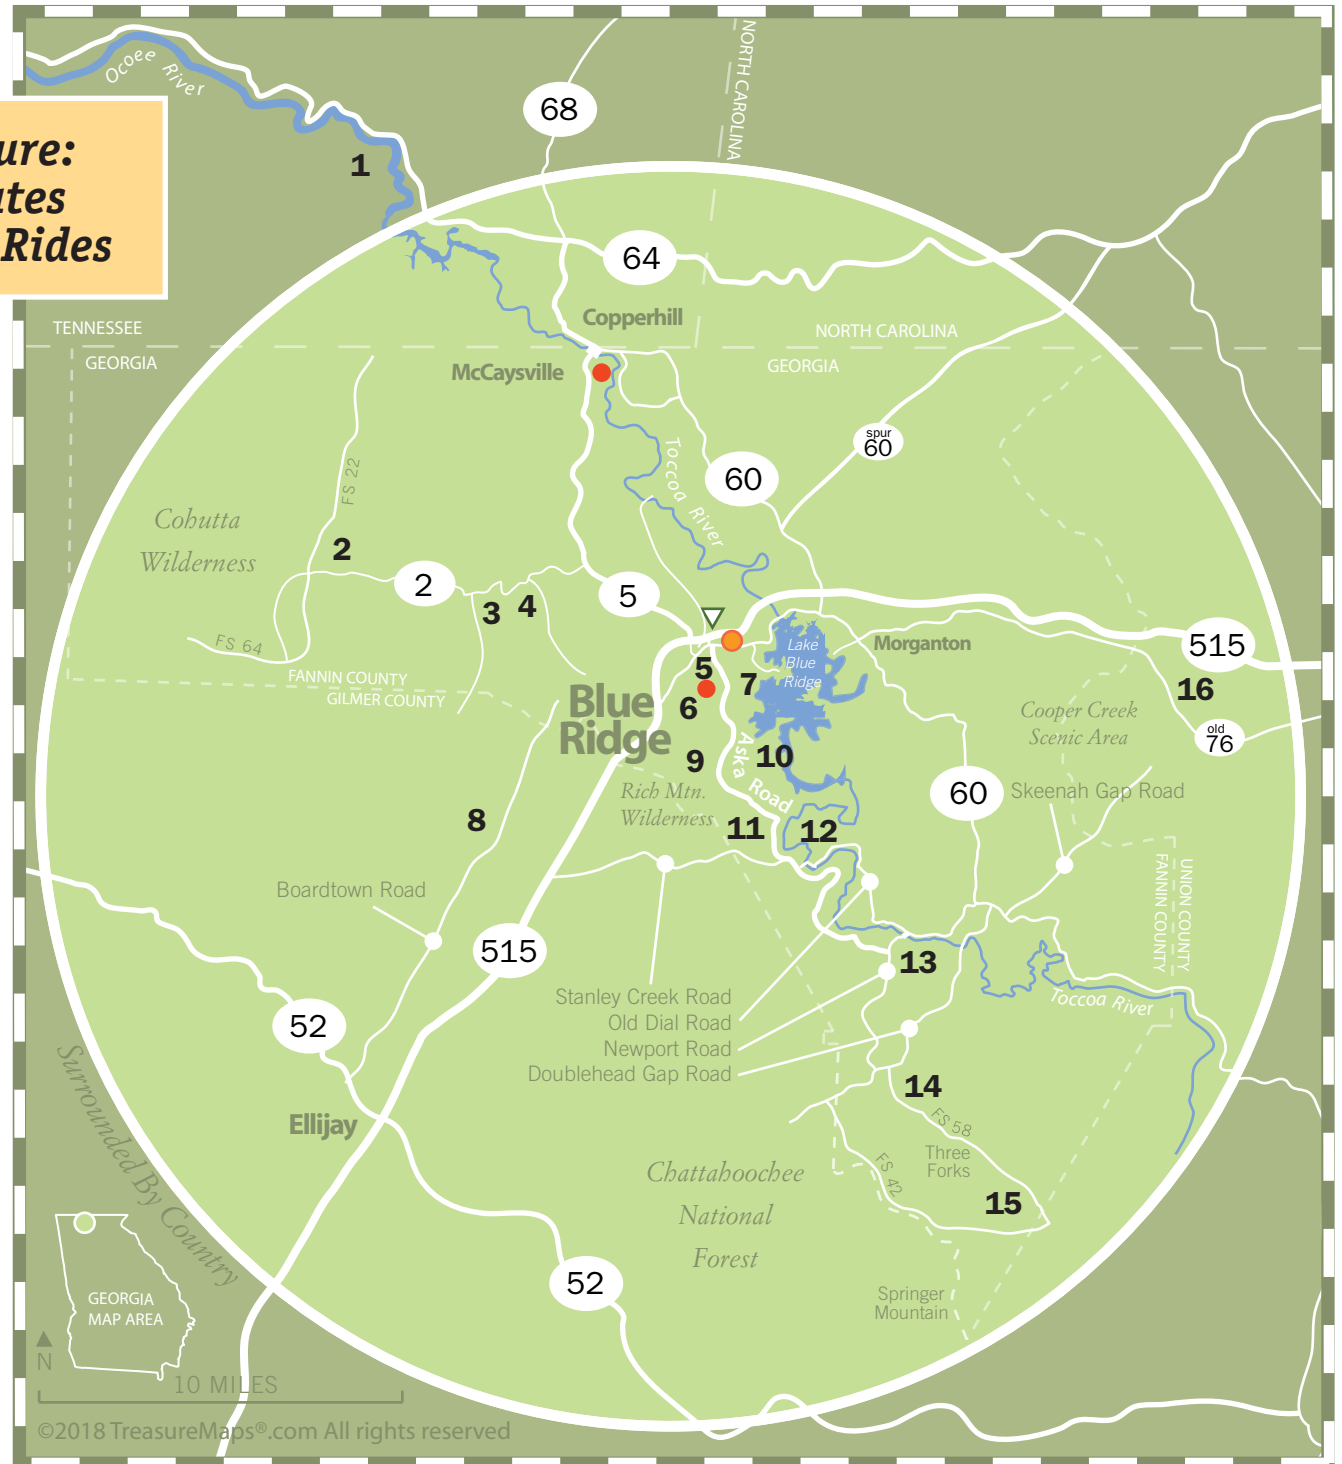 Ocoee River
NORTH CAROLINA
68
ure:
utes
Rides
1
64
Copperhill
TENNESSEE
GEORGIA
NORTH CAROLINA
GEORGIA
McCaysville
spur
60
60
Toccoa River
FS 22
Cohutta
Wilderness
2
2
3
4
5
FS 64
FANNIN COUNTY
GILMER COUNTY
Lake
Blue
Ridge
Morganton
515
5
7
6
16
Blue
Ridge
Cooper Creek
Scenic Area
old
76
9
10
Aska Road
Rich Mtn.
Wilderness
60
Skeenah Gap Road
8
11
12
Boardtown Road
UNION COUNTY
FANNIN COUNTY
515
13
Stanley Creek Road
Old Dial Road
Newport Road
Doublehead Gap Road
Toccoa River
52
14
FS 58
Ellijay
Surrounded By Country
Three
Forks
FS 42
15
Chattahoochee
National
Forest
52
Springer
Mountain
GEORGIA
MAP AREA
N
10 MILES
©2018 TreasureMaps®.com All rights reserved